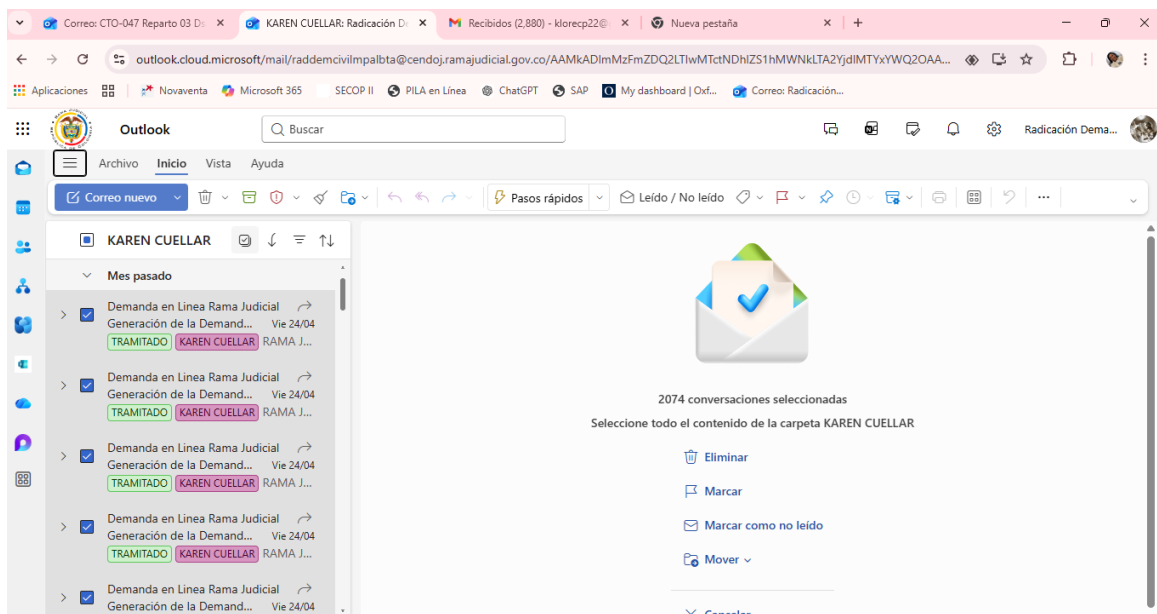 Correo: CTO-047 Reparto 03 De
KAREN CUELLAR: Radicación De
Recibidos (2,880) - klorecp22@
Nueva pestaña
outlook.cloud.microsoft/mail/raddemcivilmpalbta@cendoj.ramajudicial.gov.co/AAMkADImMzFmZDQ2LTIwMTctNDhlZS1hMWNkLTA2YjdlMTYxYWQ2OAA...
Aplicaciones
Novaventa
Microsoft 365
SECOP II
PILA en Línea
ChatGPT
SAP
My dashboard | Oxf...
Correo: Radicación...
Outlook
Buscar
Radicación Dema...
Archivo Inicio Vista Ayuda
Correo nuevo
Pasos rápidos
Leído / No leído
KAREN CUELLAR
Mes pasado
Demanda en Linea Rama Judicial
Generación de la Demand... Vie 24/04
TRAMITADO KAREN CUELLAR RAMA J...
Demanda en Linea Rama Judicial
Generación de la Demand... Vie 24/04
TRAMITADO KAREN CUELLAR RAMA J...
Demanda en Linea Rama Judicial
Generación de la Demand... Vie 24/04
TRAMITADO KAREN CUELLAR RAMA J...
Demanda en Linea Rama Judicial
Generación de la Demand... Vie 24/04
TRAMITADO KAREN CUELLAR RAMA J...
Demanda en Linea Rama Judicial
Generación de la Demand... Vie 24/04
2074 conversaciones seleccionadas
Seleccione todo el contenido de la carpeta KAREN CUELLAR
Eliminar
Marcar
Marcar como no leído
Mover
Cancelar